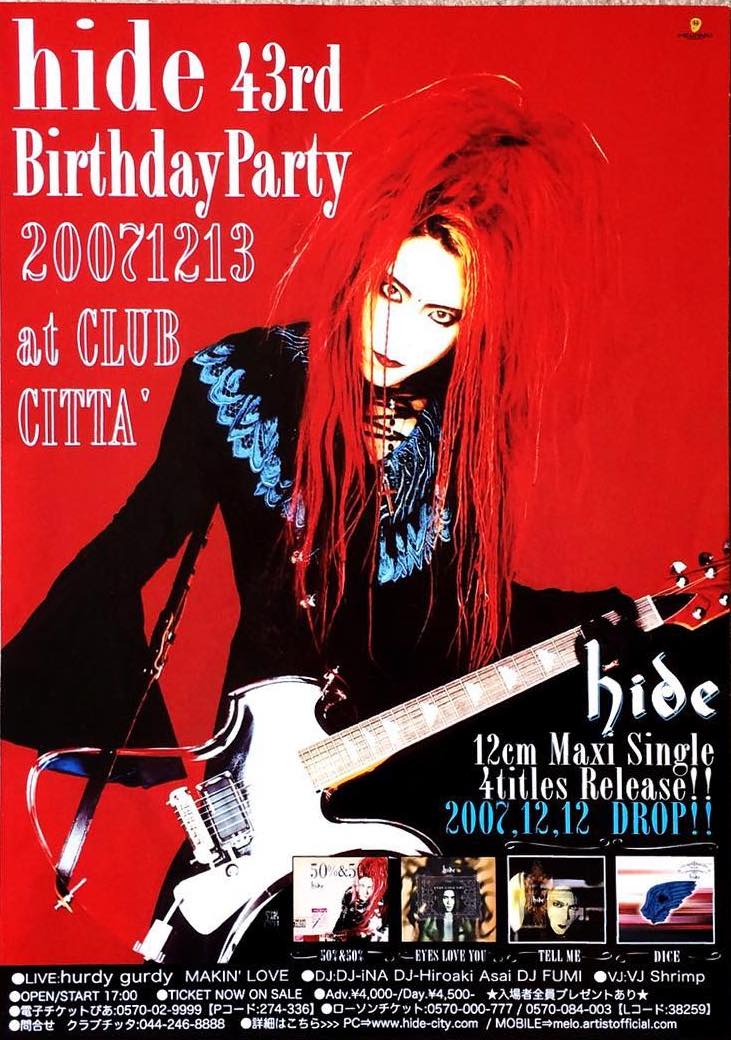 hide 43rd
BirthdayParty
20071213
at CLUB
CITTA`
hide
12cm Maxi Single
4titles Release!!
2007,12,12 DROP!!
50%&50%
hide
hide
hide
50%&50%
EYES LOVE YOU
TELL ME
DICE
●LIVE:hurdy gurdy MAKIN' LOVE ●DJ:DJ-INA DJ-Hiroaki Asai DJ FUMI ●VJ:VJ Shrimp
●OPEN/START 17:00 ●TICKET NOW ON SALE ●Adv.¥4,000-/Day.¥4,500- ★入場者全員プレゼントあり★
●電子チケットぴあ:0570-02-9999【Pコード:274-336】●ローソンチケット:0570-000-777 / 0570-084-003【Lコード:38259】
●問合せ クラブチッタ:044-246-8888 ●詳細はこちら>>> PC⇒www.hide-city.com / MOBILE⇒melo.artistofficial.com